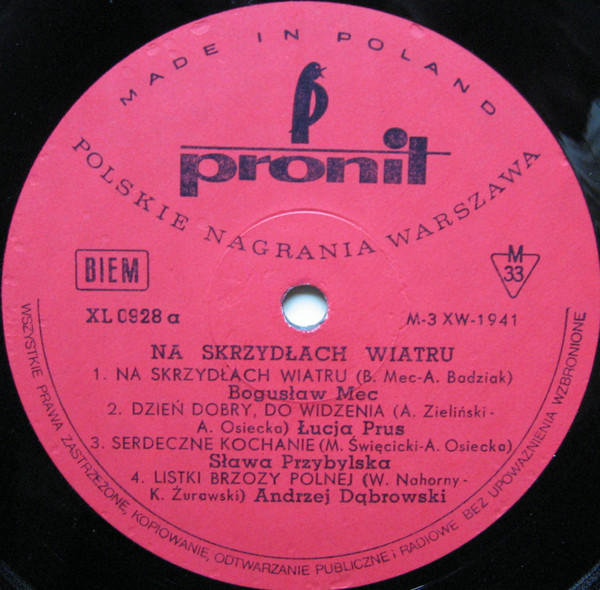 MADE IN POLAND
pronit
POLSKIE NAGRANIA WARSZAWA
BIEM
M
33
XL 0928 a
M-3 XW-1941
NA SKRZYDŁACH WIATRU
1. NA SKRZYDŁACH WIATRU (B. Mec-A. Badziak)
Bogusław Mec
2. DZIEŃ DOBRY, DO WIDZENIA (A. Zieliński-
A. Osiecka) Łucja Prus
3. SERDECZNE KOCHANIE (M. Święcicki-A. Osiecka)
Sława Przybylska
4. LISTKI BRZOZY POLNEJ (W. Nahorny-
K. Żurawski) Andrzej Dąbrowski
WSZYSTKIE PRAWA ZASTRZEŻONE, KOPIOWANIE, ODTWARZANIE PUBLICZNE I RADIOWE BEZ UPOWAŻNIENIA WZBRONIONE